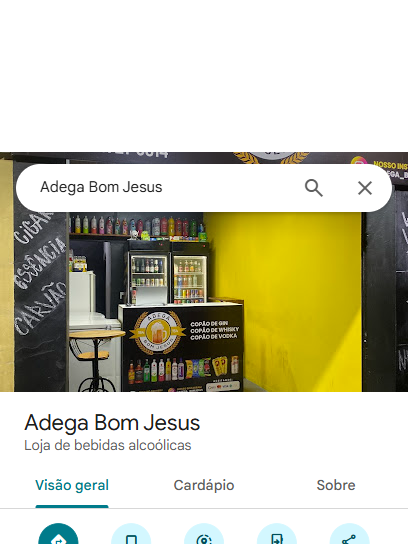 Adega Bom Jesus
NOSSO INST
CIGAR
ESSÊNCIA
CARVÃO
ADEGA
BOM JESUS
COPÃO DE GIN
COPÃO DE WHISKY
COPÃO DE VODKA
Adega Bom Jesus
Loja de bebidas alcoólicas
Visão geral
Cardápio
Sobre